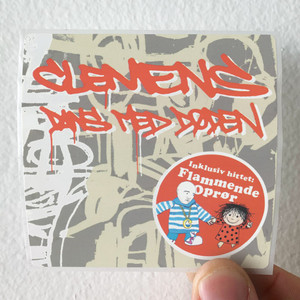 CLEMENS
DANS MED DØDEN
Inklusiv hittet:
Flammende
Oprør